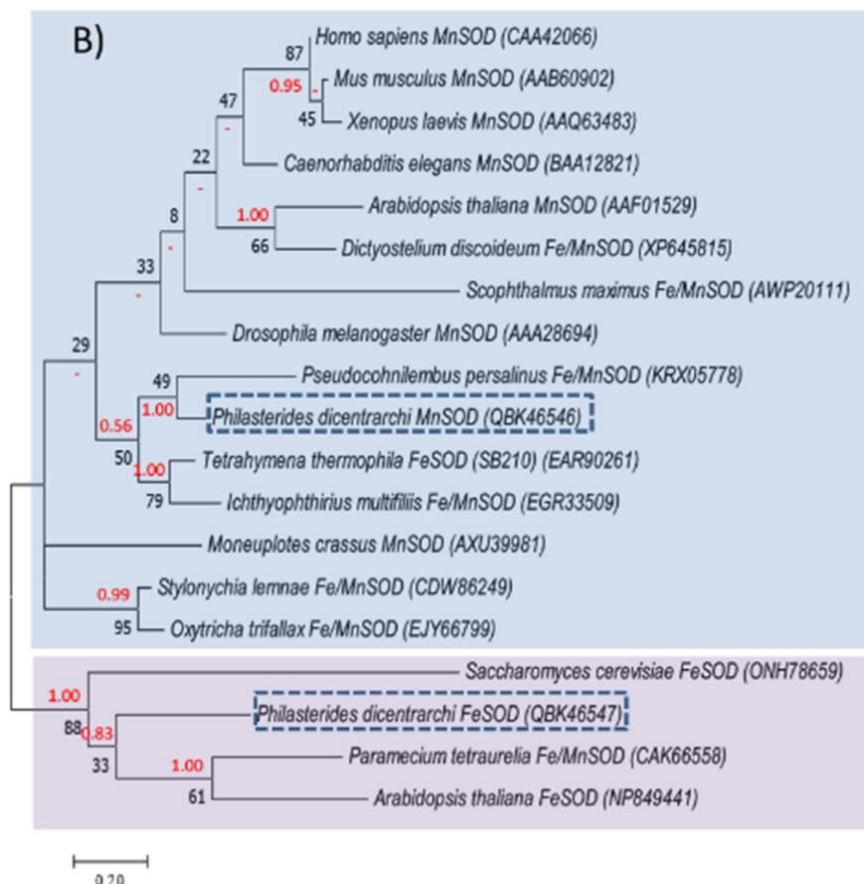 B)
Homo sapiens MnSOD (CAA42066)
87
0.95
-
Mus musculus MnSOD (AAB60902)
47
-
45
Xenopus laevis MnSOD (AAQ63483)
22
-
Caenorhabditis elegans MnSOD (BAA12821)
1.00
Arabidopsis thaliana MnSOD (AAF01529)
8
-
66
Dictyostelium discoideum Fe/MnSOD (XP645815)
33
-
Scophthalmus maximus Fe/MnSOD (AWP20111)
Drosophila melanogaster MnSOD (AAA28694)
29
-
49
Pseudocohnilembus persalinus Fe/MnSOD (KRX05778)
1.00
Philasterides dicentrarchi MnSOD (QBK46546)
0.56
50
1.00
Tetrahymena thermophila FeSOD (SB210) (EAR90261)
79
Ichthyophthirius multifiliis Fe/MnSOD (EGR33509)
Moneuplotes crassus MnSOD (AXU39981)
0.99
Stylonychia lemnae Fe/MnSOD (CDW86249)
95
Oxytricha trifallax Fe/MnSOD (EJY66799)
Saccharomyces cerevisiae FeSOD (ONH78659)
1.00
88
0.83
Philasterides dicentrarchi FeSOD (QBK46547)
33
1.00
Paramecium tetraurelia Fe/MnSOD (CAK66558)
61
Arabidopsis thaliana FeSOD (NP849441)